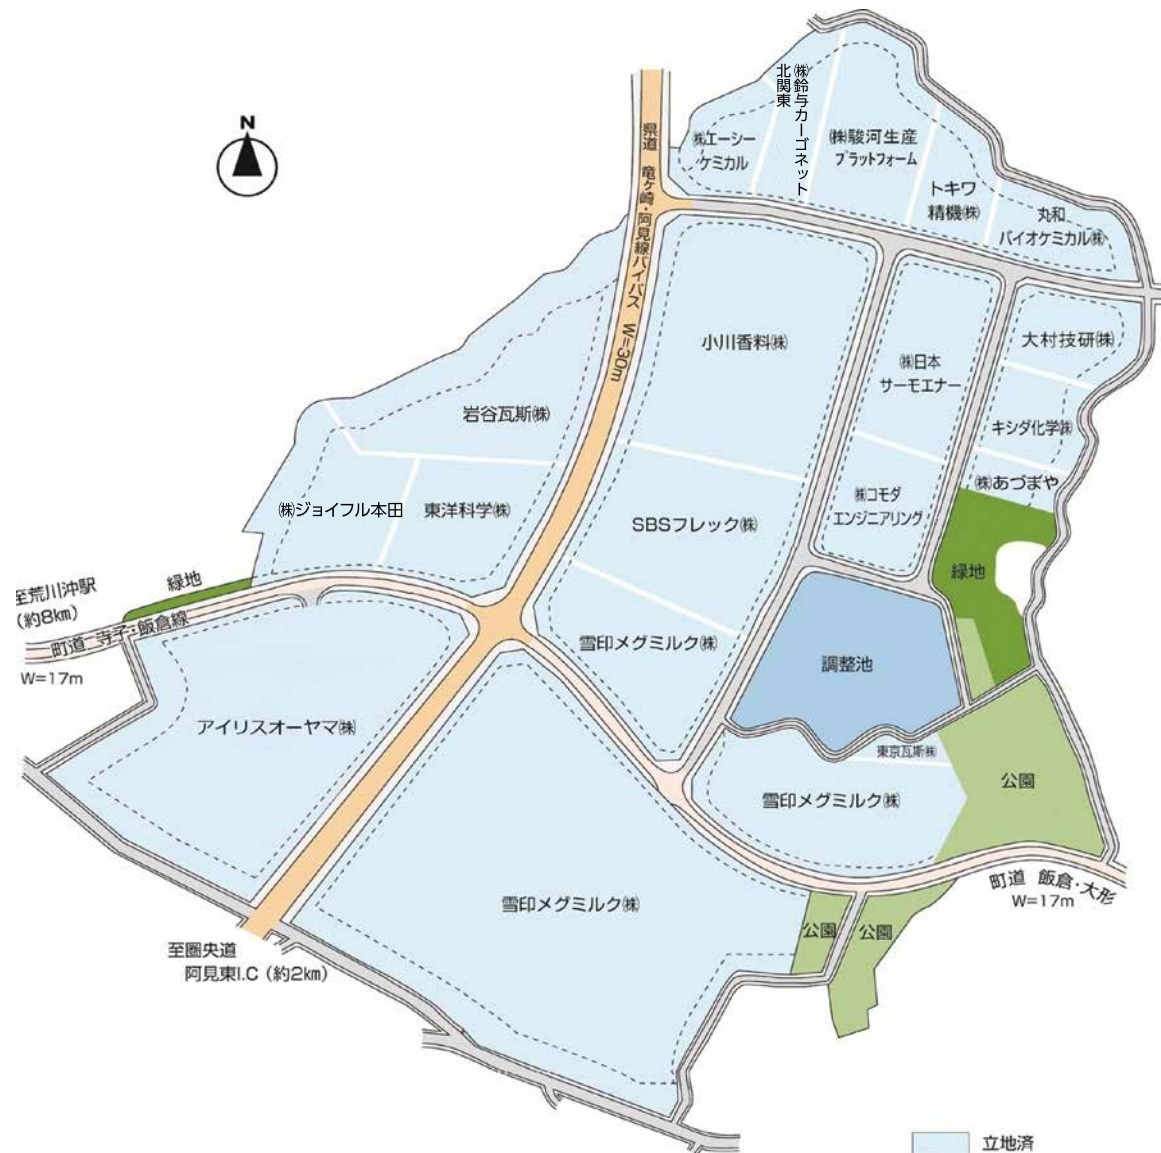 N
県道 竜ヶ崎・阿見線バイパス W=30m
㈱エーシー
ケミカル
㈱鈴与カーゴネット
北関東
㈱駿河生産
プラットフォーム
トキワ
精機㈱
丸和
バイオケミカル㈱
小川香料㈱
㈱日本
サーモエナー
大村技研㈱
キシダ化学㈱
㈱あづまや
岩谷瓦斯㈱
㈱ジョイフル本田
東洋科学㈱
SBSフレック㈱
㈱コモダ
エンジニアリング
緑地
緑地
至荒川沖駅
(約8km)
町道 寺子・飯倉線
W=17m
雪印メグミルク㈱
調整池
アイリスオーヤマ㈱
東京瓦斯㈱
雪印メグミルク㈱
公園
町道 飯倉・大形
W=17m
雪印メグミルク㈱
公園
公園
至圏央道
阿見東I.C (約2km)
立地済